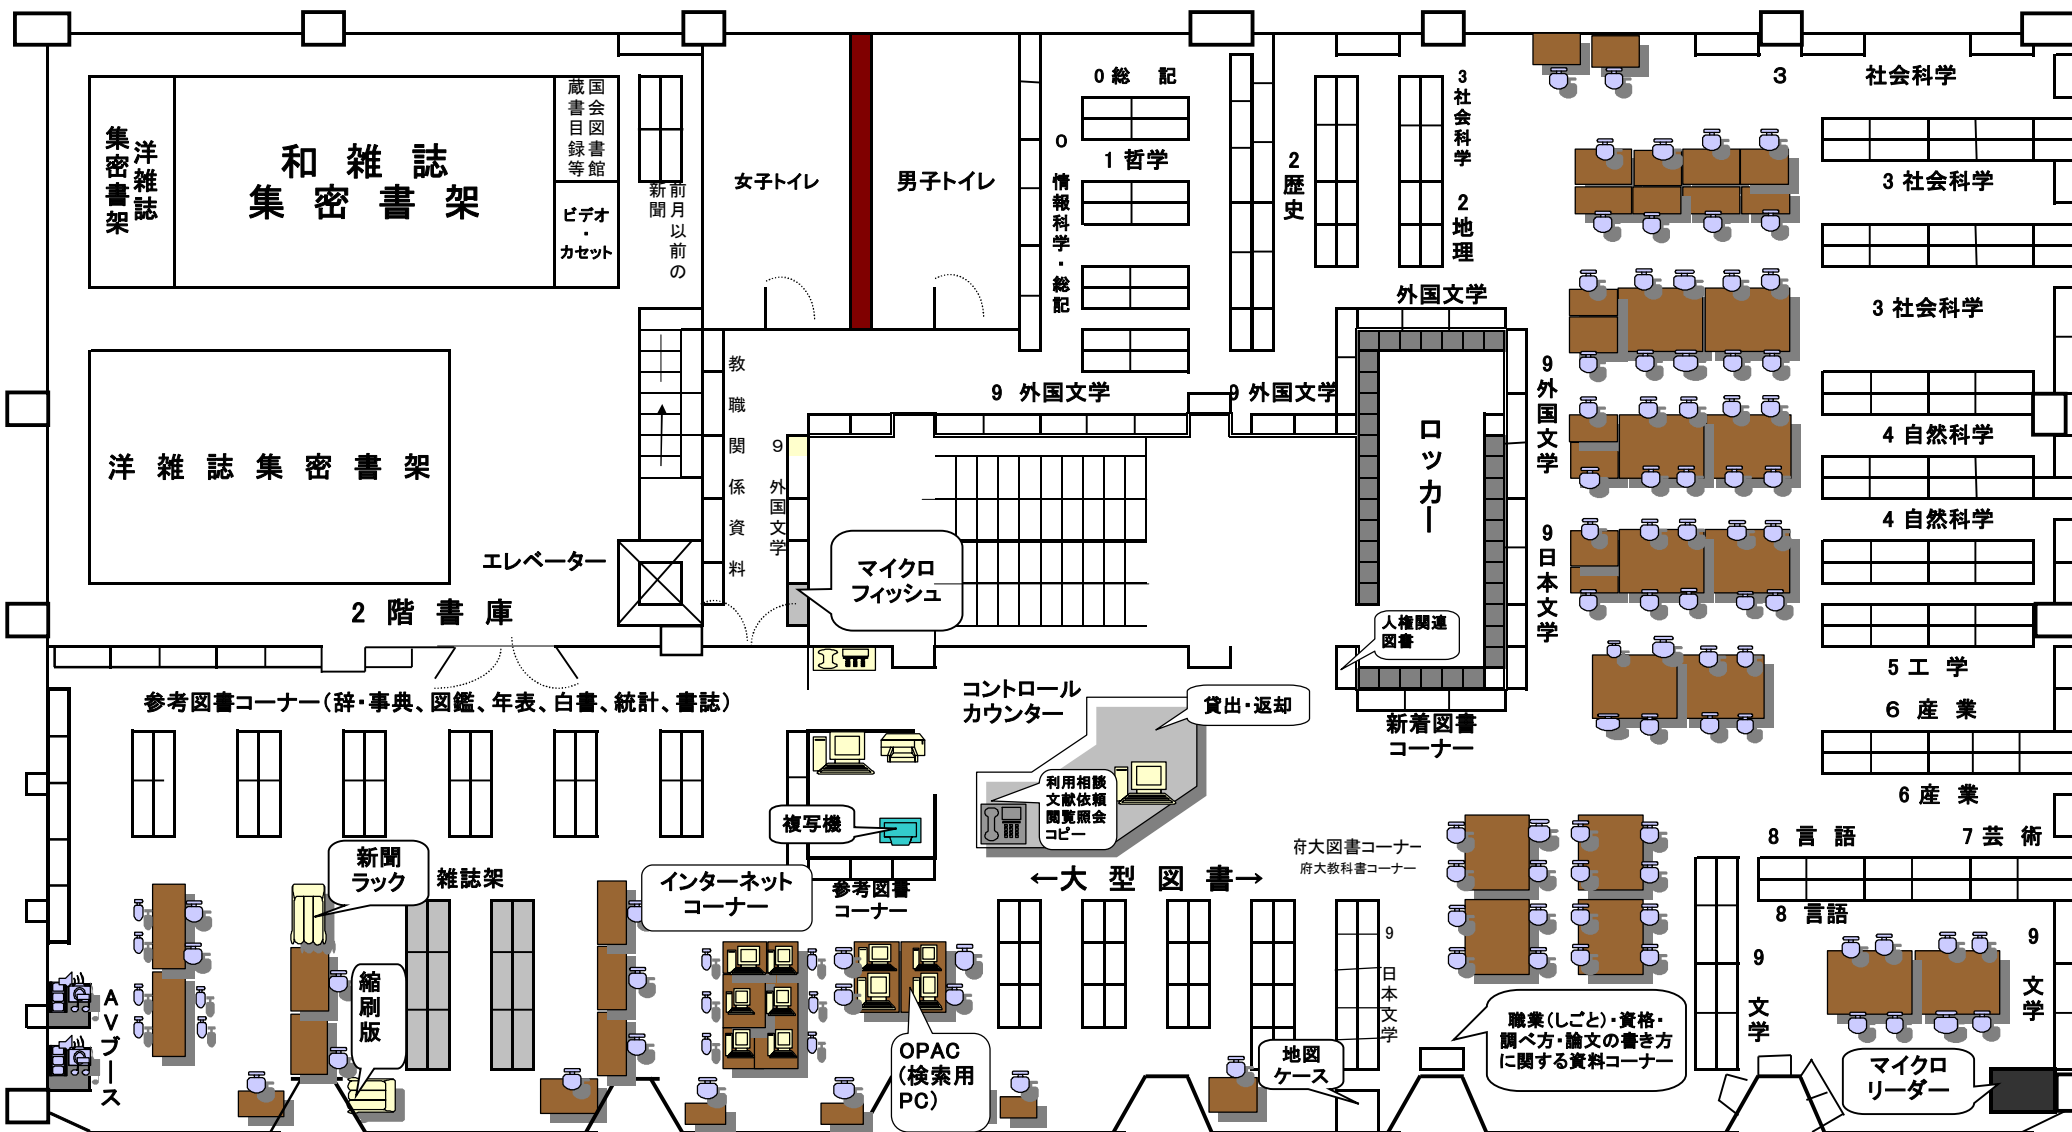 洋雑誌
集密書架
和雑誌
集密書架
国会図書館
蔵書目録等
ビデオ
・
カセット
前月以前の
新聞
女子トイレ
男子トイレ
0 情報科学・総記
0 総 記
1 哲学
2 歴史
3 社会科学
2 地理
3 社会科学
3 社会科学
3 社会科学
外国文学
9 外国文学
9 外国文学
9 外国文学
9 日本文学
ロッカー
4 自然科学
4 自然科学
5 工 学
6 産 業
6 産 業
8 言 語
7 芸 術
8 言語
9 文学
9 文学
洋雑誌集密書架
教職関係資料
9 外国文学
エレベーター
マイクロ
フィッシュ
2 階 書 庫
人権関連
図書
参考図書コーナー(辞・事典、図鑑、年表、白書、統計、書誌)
コントロール
カウンター
貸出・返却
新着図書
コーナー
利用相談
文献依頼
閲覧照会
コピー
複写機
新聞
ラック
雑誌架
インターネット
コーナー
参考図書
コーナー
←大 型 図 書→
府大図書コーナー
府大教科書コーナー
9 日本文学
縮刷版
AVブース
OPAC
(検索用
PC)
地図
ケース
職業(しごと)・資格・
調べ方・論文の書き方
に関する資料コーナー
マイクロ
リーダー